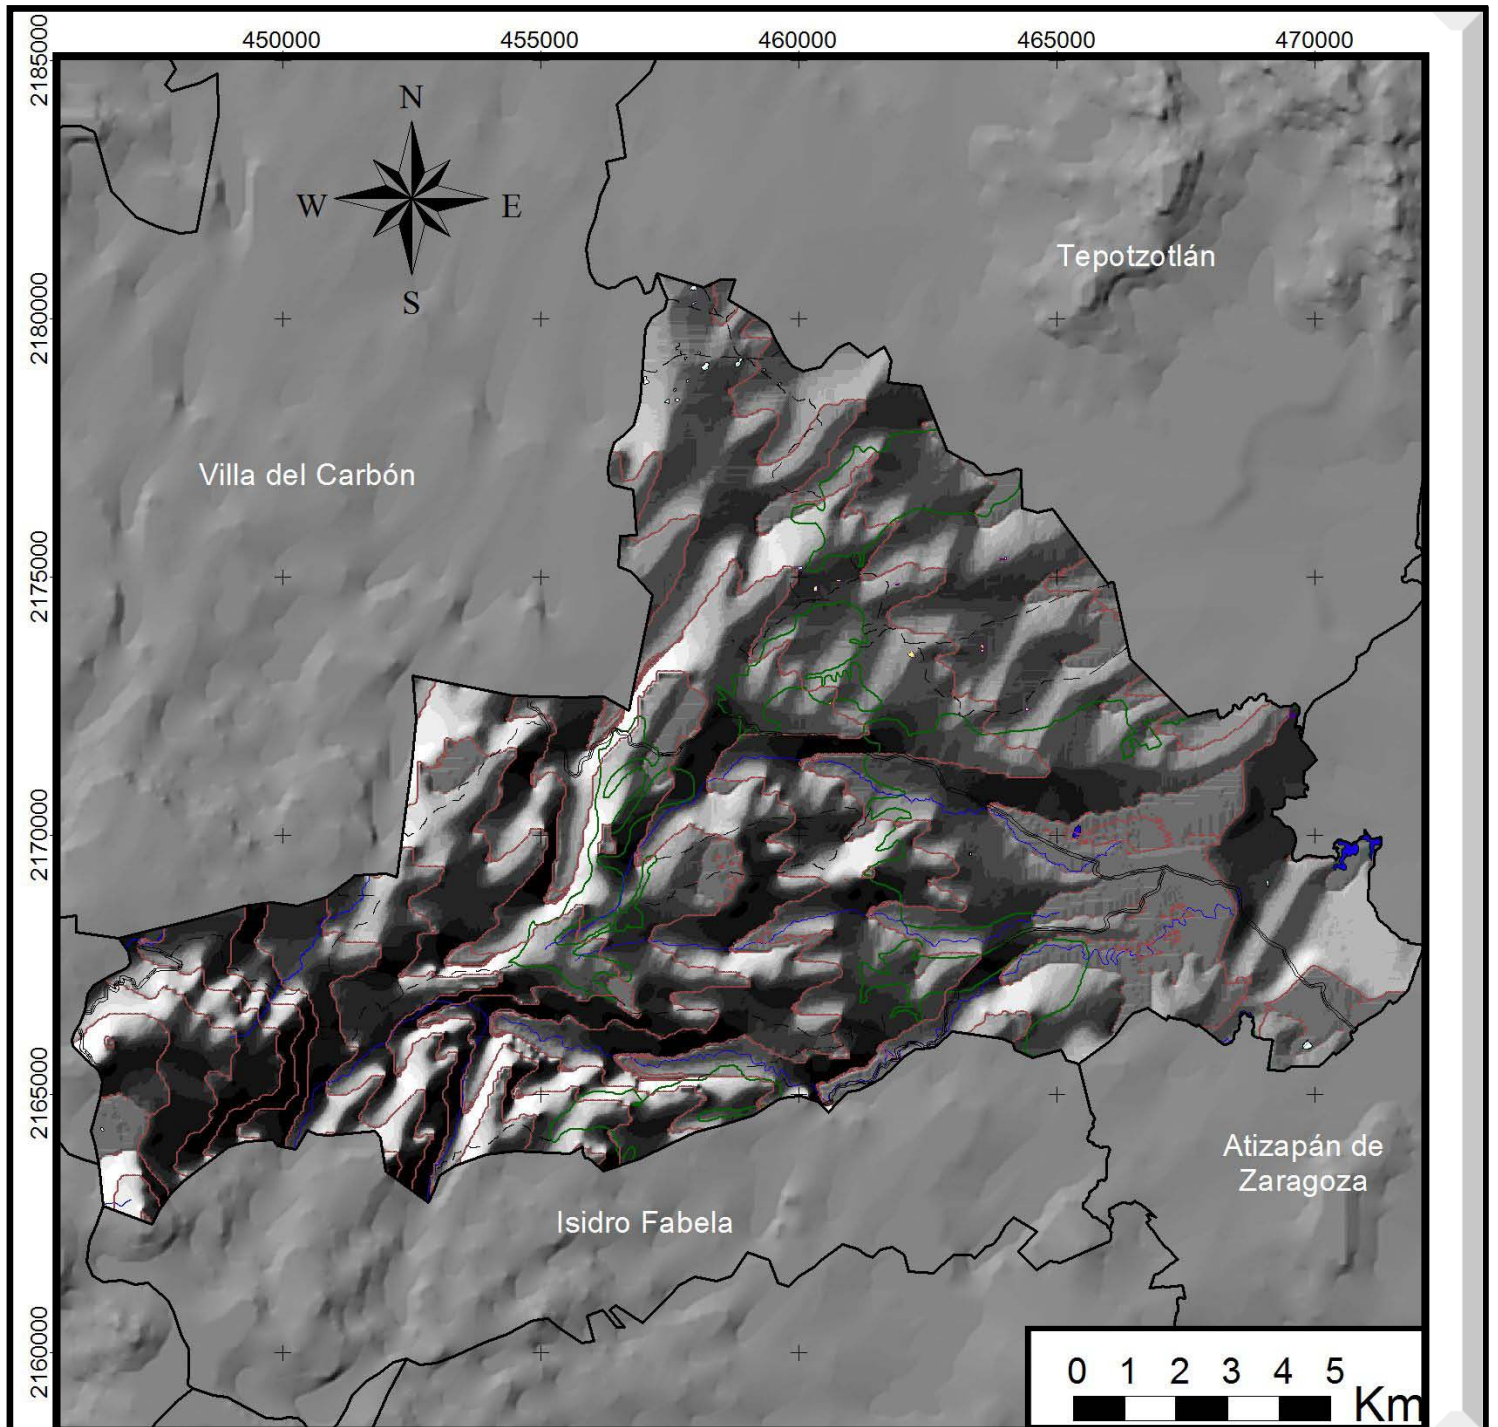 450000 455000 460000 465000 470000
2185000
N
W E
S
Tepotzotlán
2180000
Villa del Carbón
2175000
2170000
2165000
Atizapán de
Zaragoza
Isidro Fabela
2160000
0 1 2 3 4 5
Km